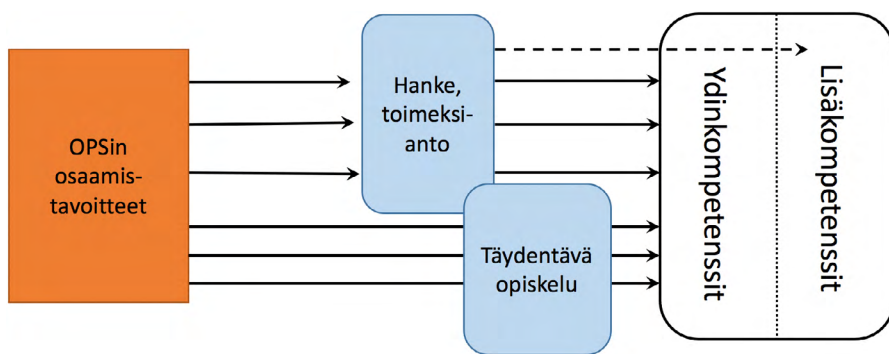 OPSin
osaamis-
tavoitteet
Hanke,
toimeksi-
anto
Täydentävä
opiskelu
Ydinkompetenssit
Lisäkompetenssit